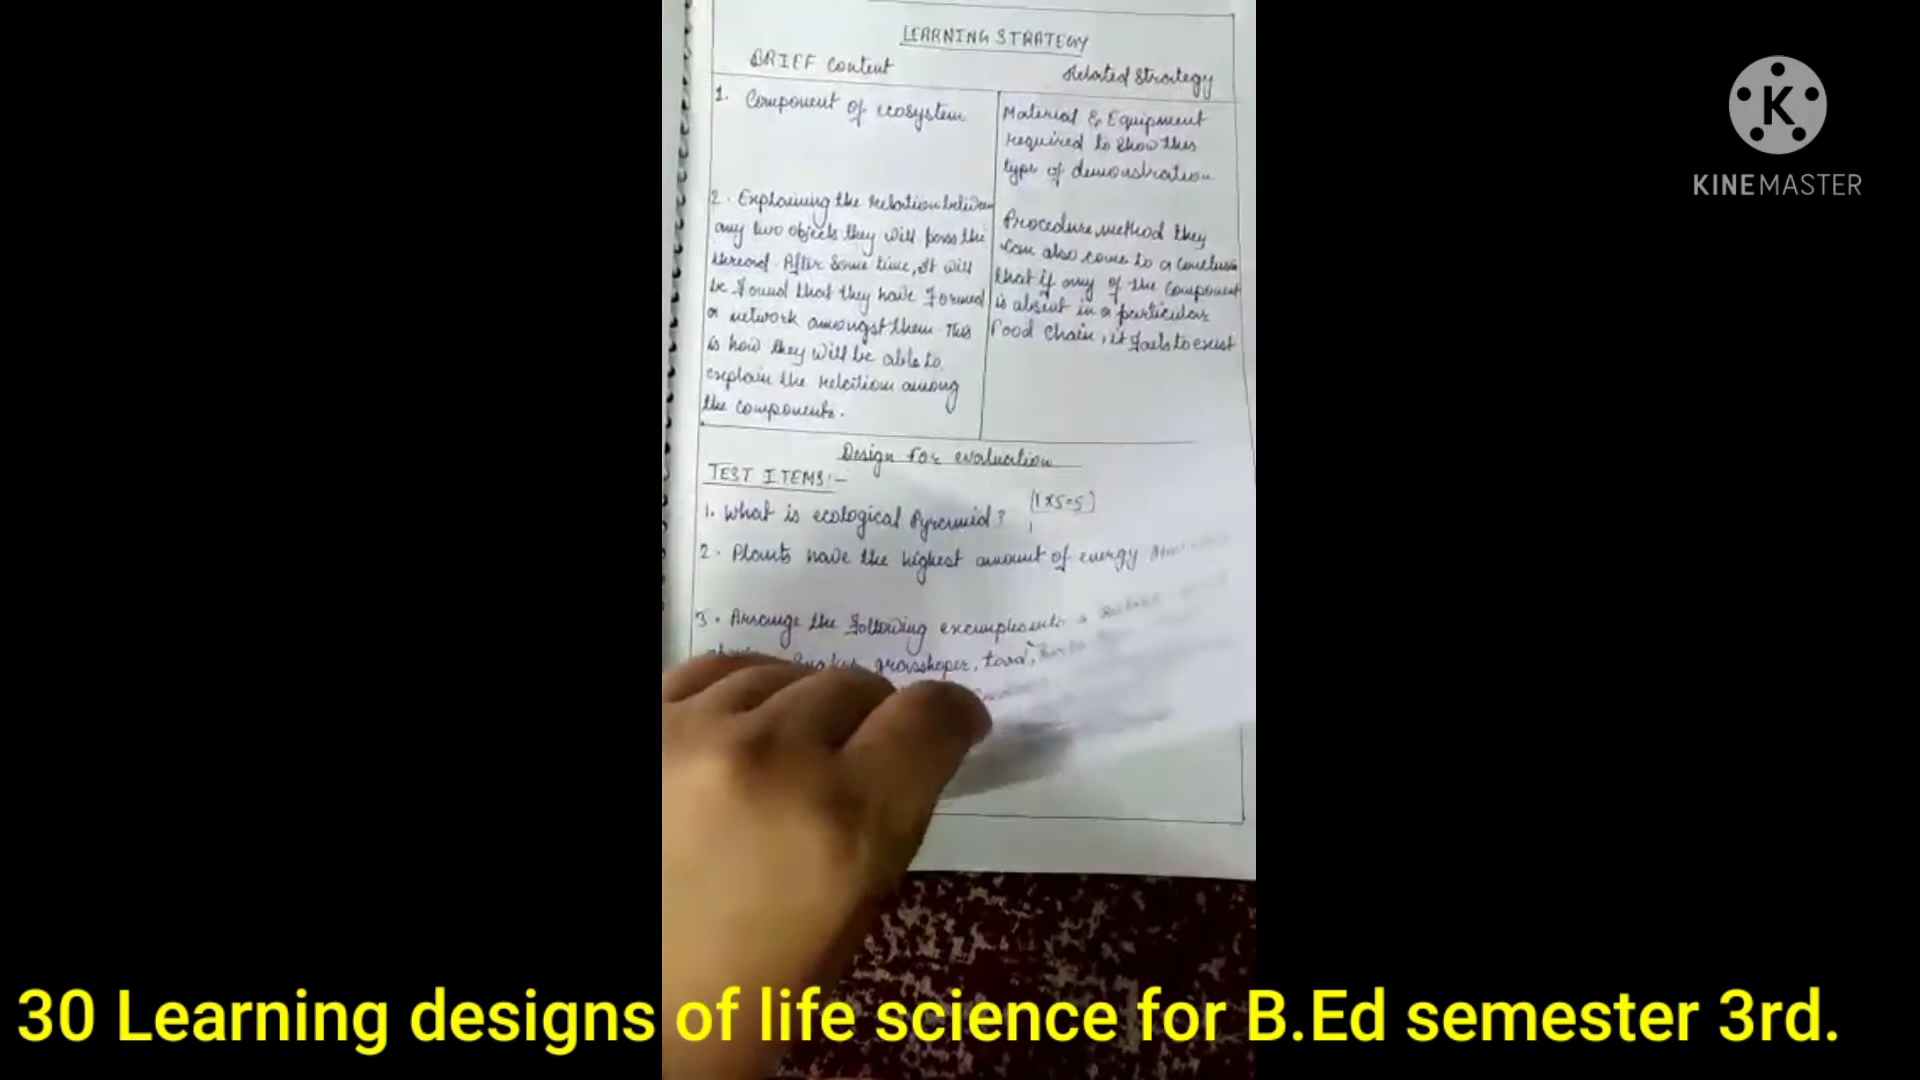 LEARNING STRATEGY
BRIEF Content
Related Strategy
1. Component of ecosystem
2. Explaining the relation between
any two objects they will pass the
thread. After Some time, it will
be found that they have formed
a network amongst them. This
is how they will be able to
explain the relation among
the components.
Material & Equipment
required to show this
type of demonstration
Procedure, method they
can also come to a conclusion
that if any of the component
is absent in a particular
Food Chain, it fails to exist
Design for evaluation
TEST ITEMS:-
1. What is ecological Pyramid? (1x5=5)
2. Plants have the highest amount of energy
3. Arrange the following
grasshoper, toad,
KINEMASTER
30 Learning designs of life science for B.Ed semester 3rd.